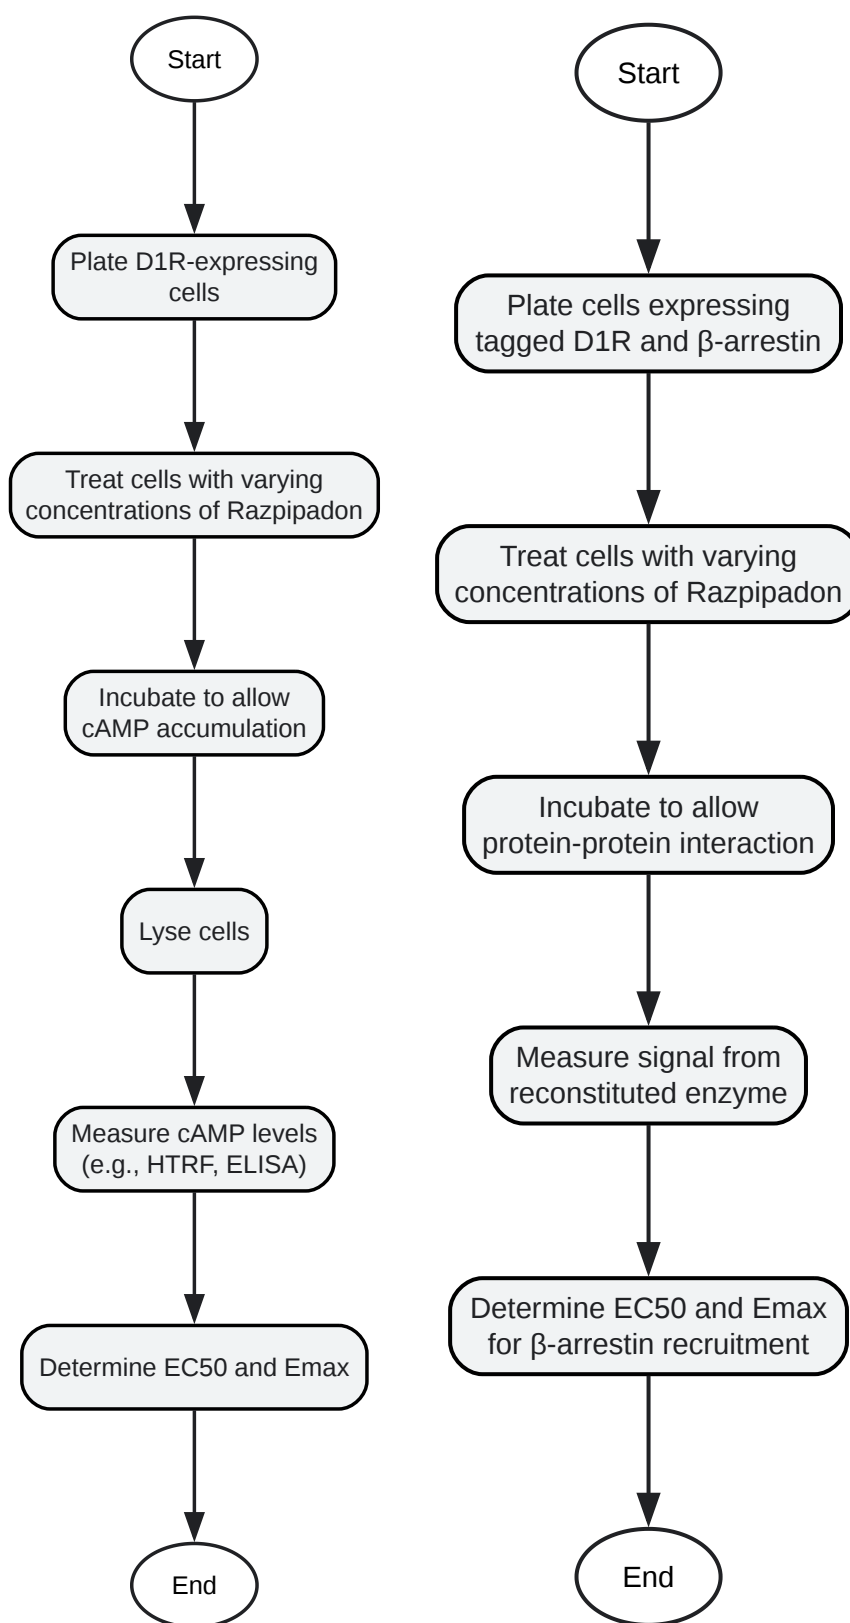 Start
Plate D1R-expressing
cells
Treat cells with varying
concentrations of Razpipadon
Incubate to allow
cAMP accumulation
Lyse cells
Measure cAMP levels
(e.g., HTRF, ELISA)
Determine EC50 and Emax
End
Start
Plate cells expressing
tagged D1R and β-arrestin
Treat cells with varying
concentrations of Razpipadon
Incubate to allow
protein-protein interaction
Measure signal from
reconstituted enzyme
Determine EC50 and Emax
for β-arrestin recruitment
End